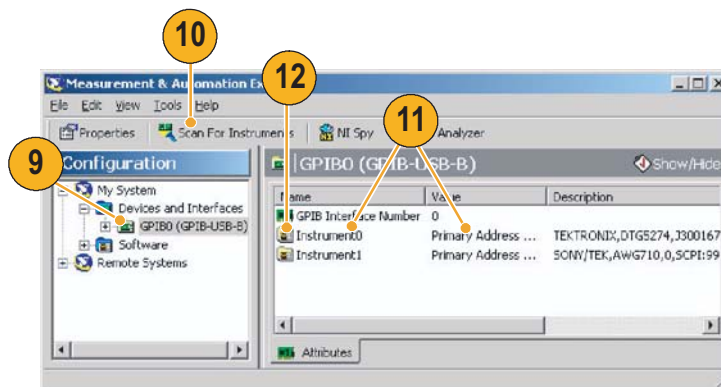 10
12
Measurement & Automation Ex
File Edit View Tools Help
Properties Scan For Instruments NI Spy Analyzer
11
9
Configuration
GPIB0 (GPIB-USB-B)
Show/Hide
My System
Devices and Interfaces
GPIB0 (GPIB-USB-B)
Software
Remote Systems
Name Value Description
GPIB Interface Number 0
Instrument0 Primary Address ... TEKTRONIX,DTG5274,J300167
Instrument1 Primary Address ... SONY/TEK,AWG710,0,SCPI:99
Attributes